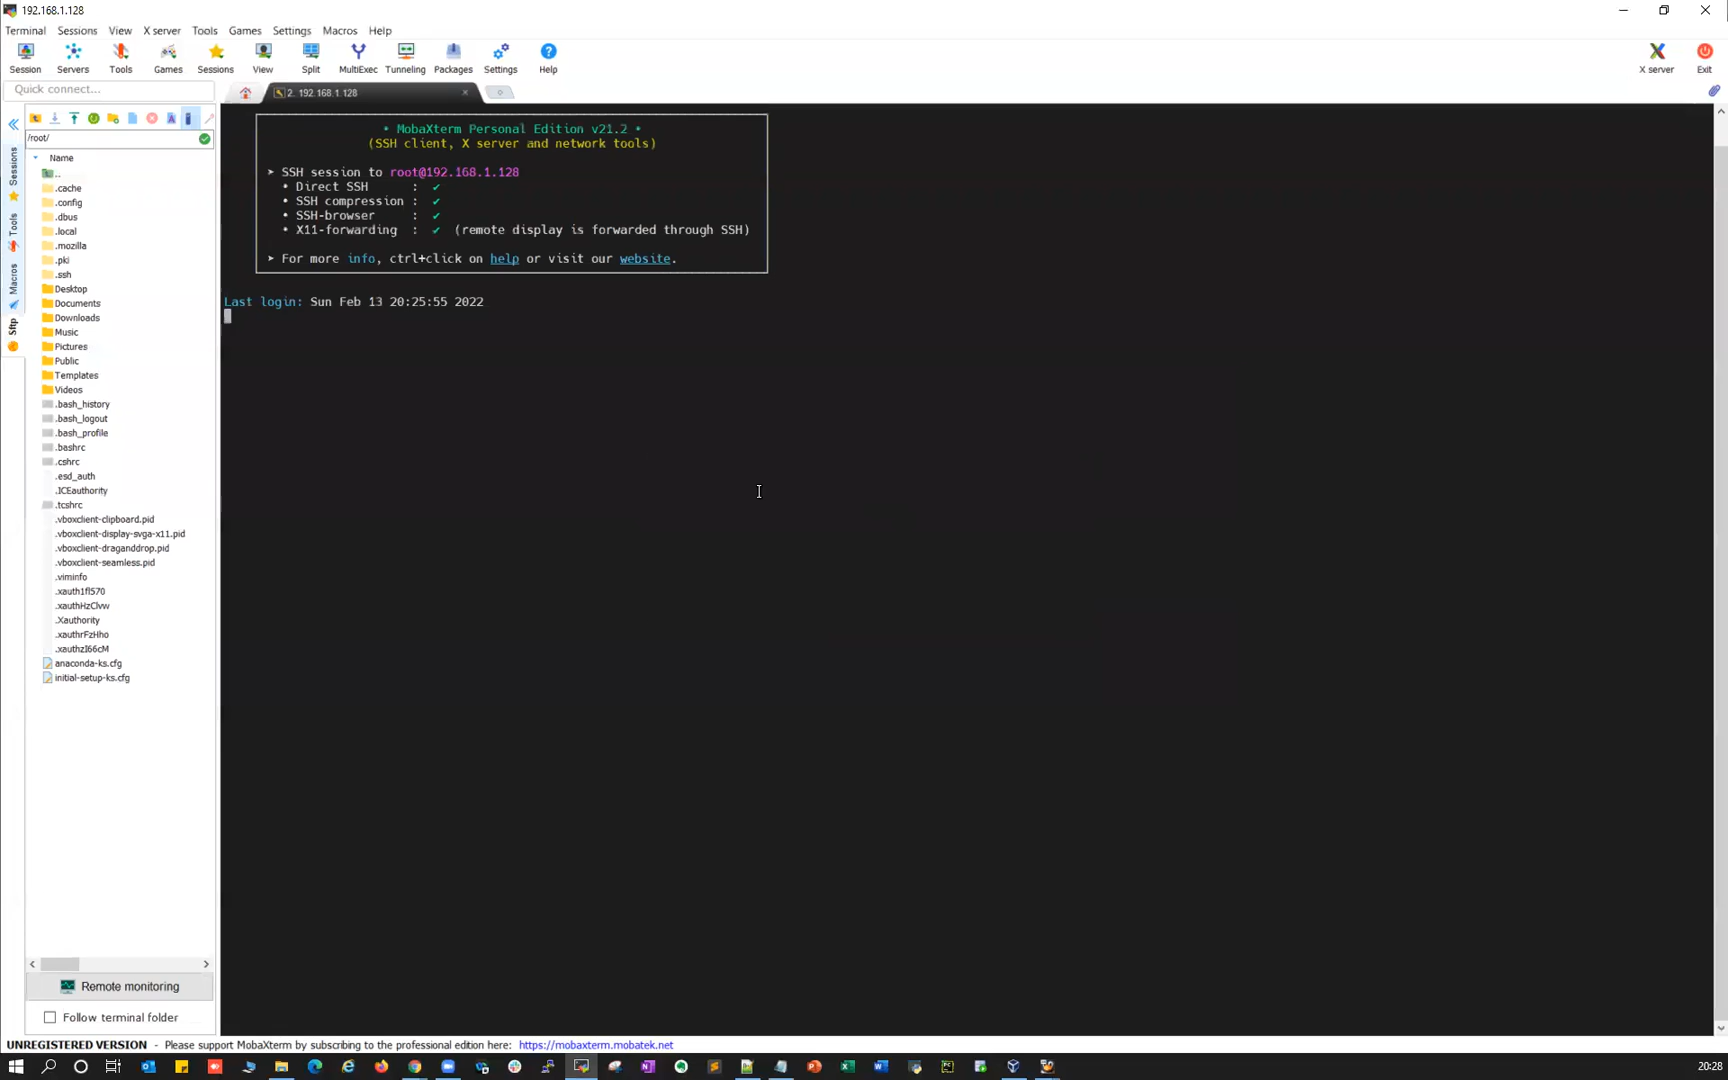 192.168.1.128
Terminal Sessions View X server Tools Games Settings Macros Help
Session Servers Tools Games Sessions View Split MultiExec Tunneling Packages Settings Help X server Exit
Quick connect...
2. 192.168.1.128
/root/
Name
..
.cache
.config
.dbus
.local
.mozilla
.pki
.ssh
Desktop
Documents
Downloads
Music
Pictures
Public
Templates
Videos
.bash_history
.bash_logout
.bash_profile
.bashrc
.cshrc
.esd_auth
.ICEauthority
.tcshrc
.vboxclient-clipboard.pid
.vboxclient-display-svga-x11.pid
.vboxclient-draganddrop.pid
.vboxclient-seamless.pid
.viminfo
.xauth1fl570
.xauthHzClvw
.Xauthority
.xauthrFzHho
.xauthzI66cM
anaconda-ks.cfg
initial-setup-ks.cfg
Sessions
Tools
Macros
Sftp
Remote monitoring
Follow terminal folder
• MobaXterm Personal Edition v21.2 •
(SSH client, X server and network tools)
➤ SSH session to root@192.168.1.128
• Direct SSH : ✓
• SSH compression : ✓
• SSH-browser : ✓
• X11-forwarding : ✓ (remote display is forwarded through SSH)
➤ For more info, ctrl+click on help or visit our website.
Last login: Sun Feb 13 20:25:55 2022
UNREGISTERED VERSION - Please support MobaXterm by subscribing to the professional edition here: https://mobaxterm.mobatek.net
20:28